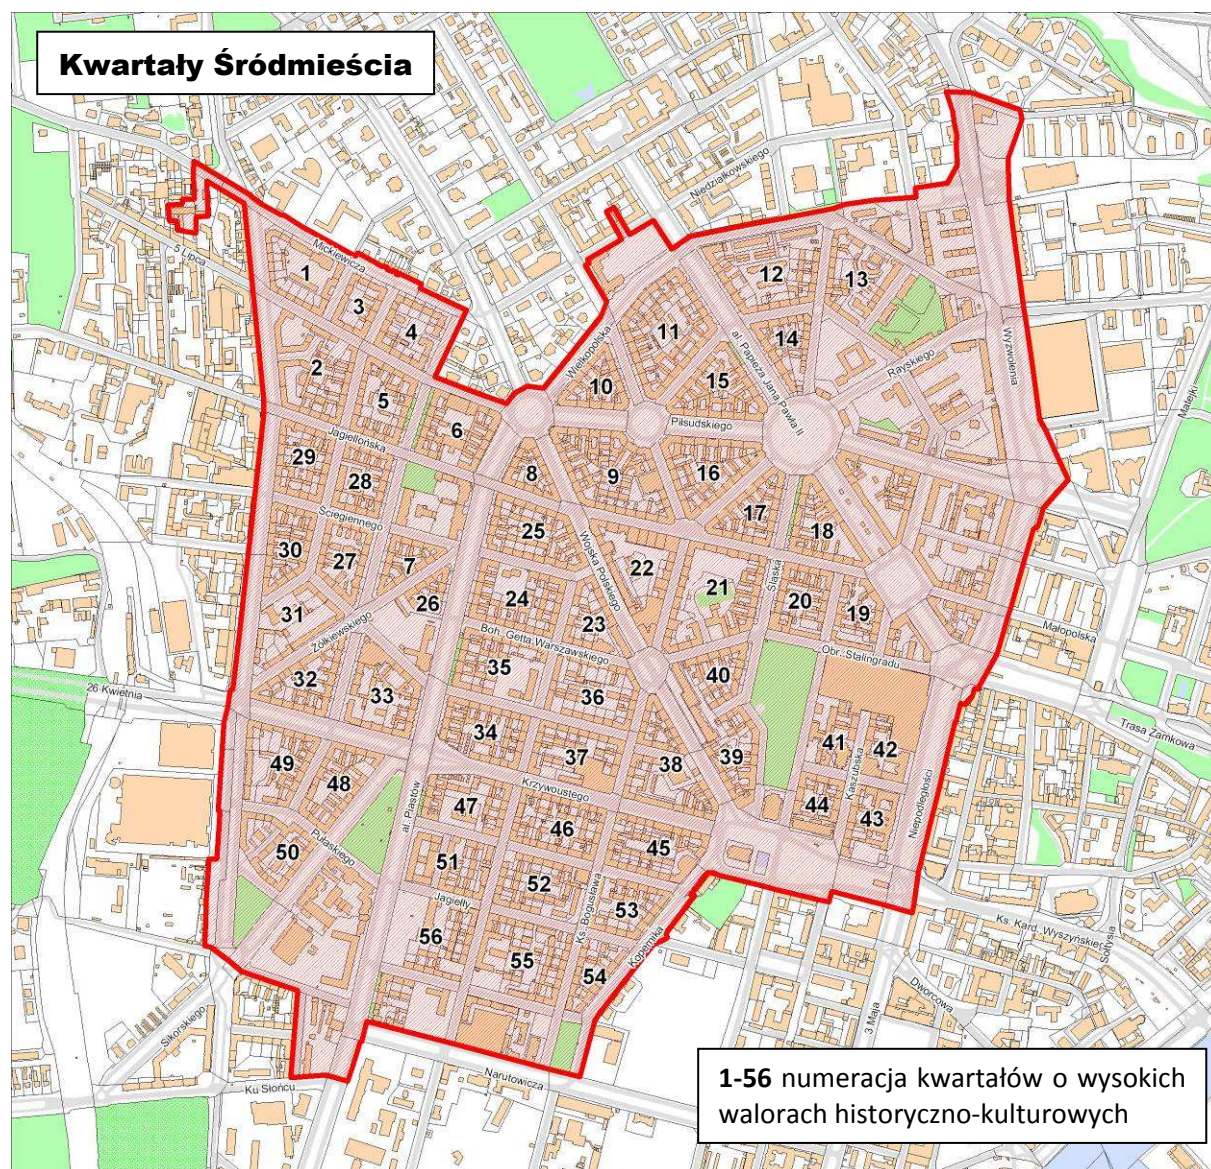 Kwartały Śródmieścia
Niedziałkowskiego
Mickiewicza
5 Lipca
1
3
4
12
13
11
14
Wielkopolska
al. Papieża Jana Pawła II
Rayskiego
Wyzwolenia
Matejki
2
5
10
15
6
Piłsudskiego
Jagiellońska
29
28
8
9
16
17
18
Ściegiennego
25
Wojska Polskiego
30
27
7
22
21
Śląska
26
24
20
19
31
Żółkiewskiego
23
Małopolska
Boh. Getta Warszawskiego
Obr. Stalingradu
35
40
32
33
36
26 Kwietnia
Trasa Zamkowa
34
37
41
42
49
48
38
39
Kaszubska
Krzywoustego
al. Piastów
47
46
44
43
Niepodległości
Pułaskiego
50
45
51
52
Ks. Bogusława
Jagiełły
53
Kopernika
Ks. Kard. Wyszyńskiego
Sołtysia
56
55
54
Dworcowa
3 Maja
Sikorskiego
Ku Słońcu
Narutowicza
1-56 numeracja kwartałów o wysokich
walorach historyczno-kulturowych